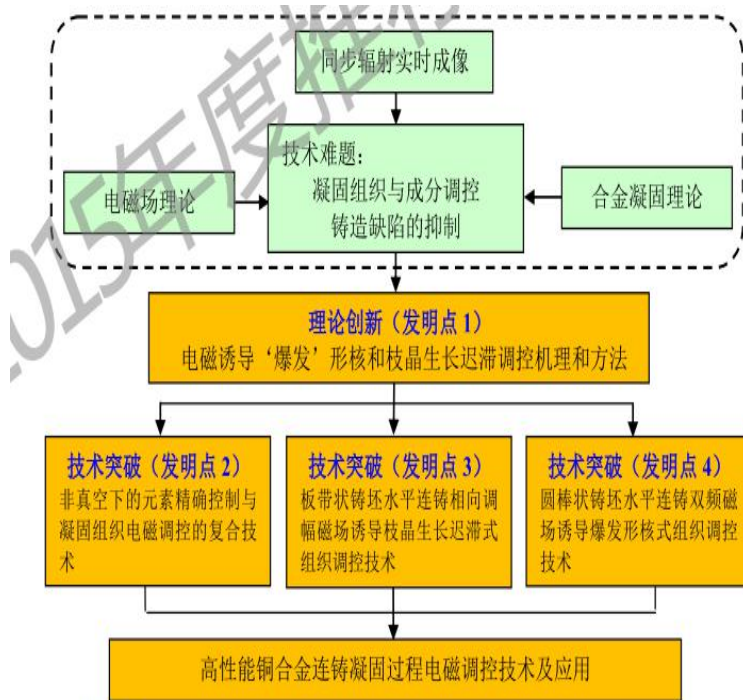 同步辐射实时成像
技术难题：
凝固组织与成分调控
铸造缺陷的抑制
电磁场理论
合金凝固理论
理论创新（发明点 1）
电磁诱导‘爆发’形核和枝晶生长迟滞调控机理和方法
技术突破（发明点 2）
非真空下的元素精确控制与
凝固组织电磁调控的复合技
术
技术突破（发明点 3）
板带状铸坯水平连铸相向调
幅磁场诱导枝晶生长迟滞式
组织调控技术
技术突破（发明点 4）
圆棒状铸坯水平连铸双频磁
场诱导爆发形核式组织调控
技术
高性能铜合金连铸凝固过程电磁调控技术及应用
2015年度推